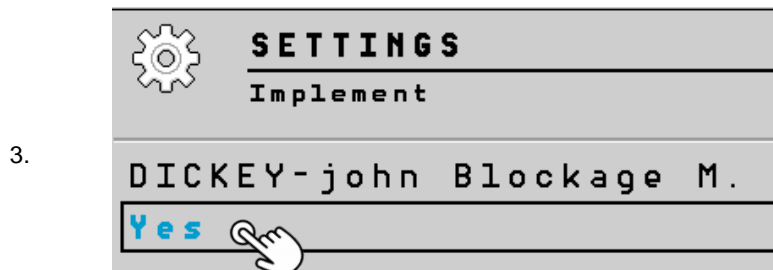 SETTINGS
Implement
3.
DICKEY-john Blockage M.
Yes